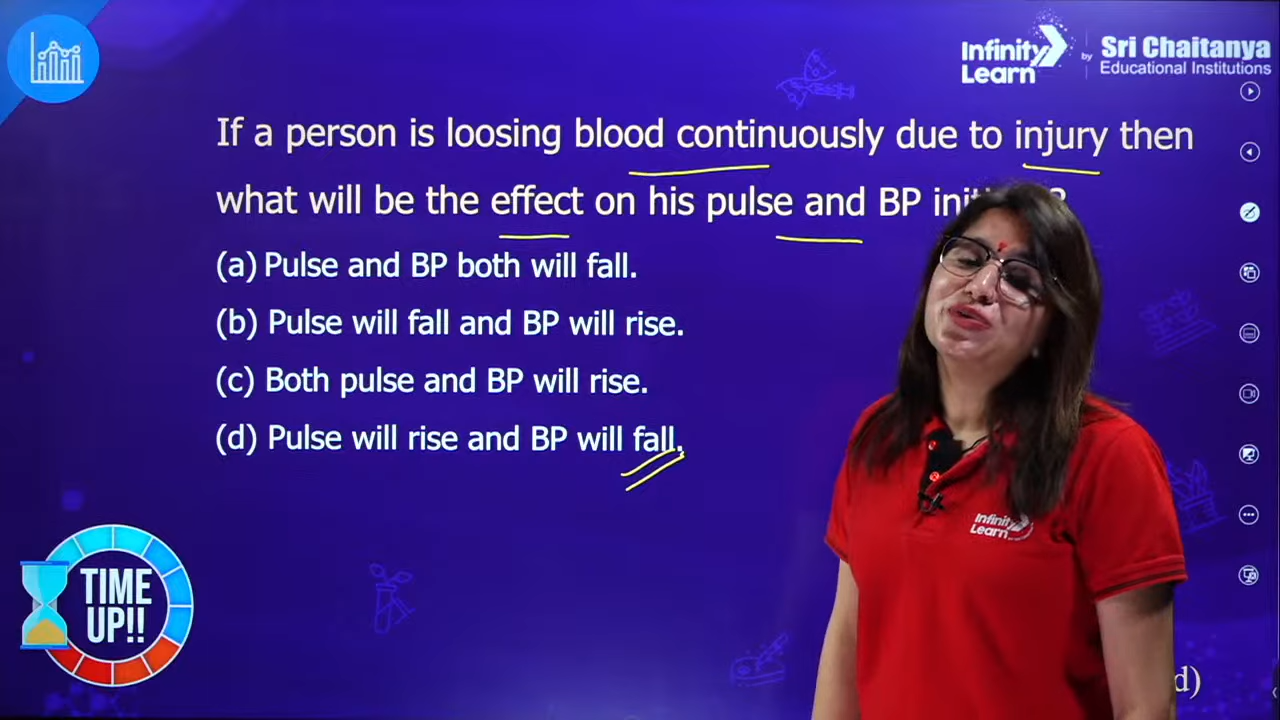 Infinity Learn by Sri Chaitanya Educational Institutions
If a person is loosing blood continuously due to injury then
what will be the effect on his pulse and BP ?
(a) Pulse and BP both will fall.
(b) Pulse will fall and BP will rise.
(c) Both pulse and BP will rise.
(d) Pulse will rise and BP will fall.
Infinity
Learn
TIME
UP!!
d)